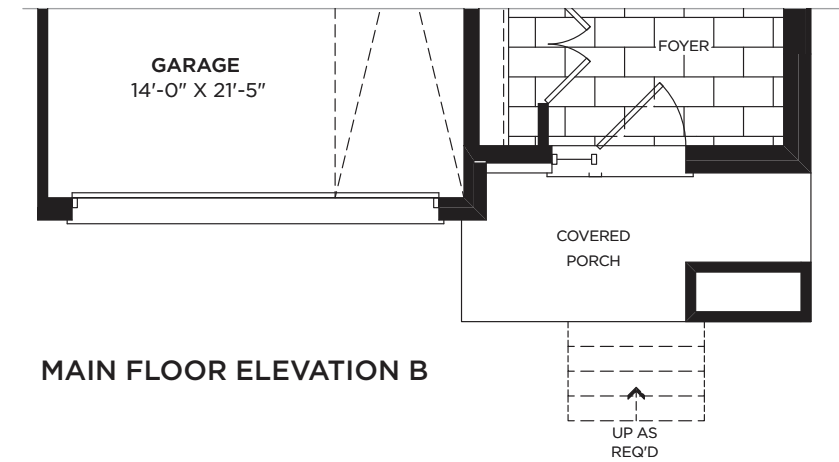 GARAGE
14'-0" X 21'-5"
FOYER
COVERED
PORCH
MAIN FLOOR ELEVATION B
UP AS
REQ'D